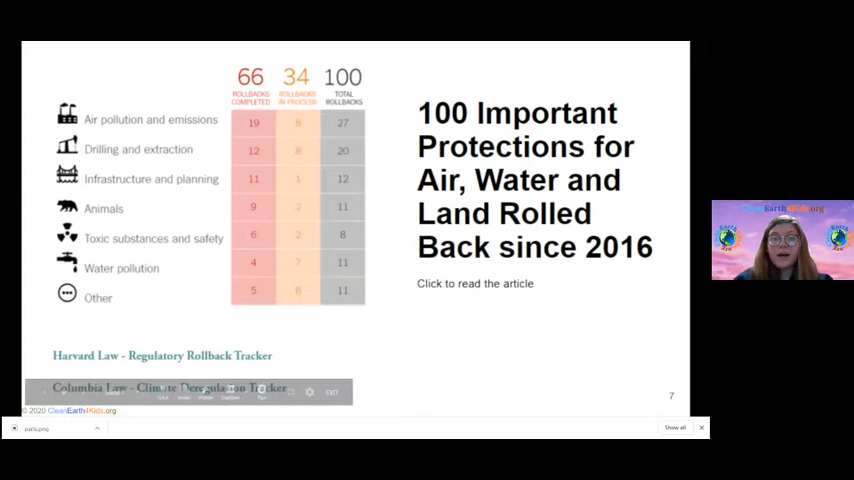 66 34 100
ROLLBACKS COMPLETED ROLLBACKS IN PROCESS TOTAL ROLLBACKS
Air pollution and emissions 19 8 27
Drilling and extraction 12 8 20
Infrastructure and planning 11 1 12
Animals 9 2 11
Toxic substances and safety 6 2 8
Water pollution 4 7 11
Other 5 6 11
100 Important
Protections for
Air, Water and
Land Rolled
Back since 2016
Click to read the article
Harvard Law - Regulatory Rollback Tracker
Columbia Law - Climate Deregulation Tracker
EXIT
7
© 2020 CleanEarth4Kids.org
paris.png
Show all
CleanEarth4Kids.org